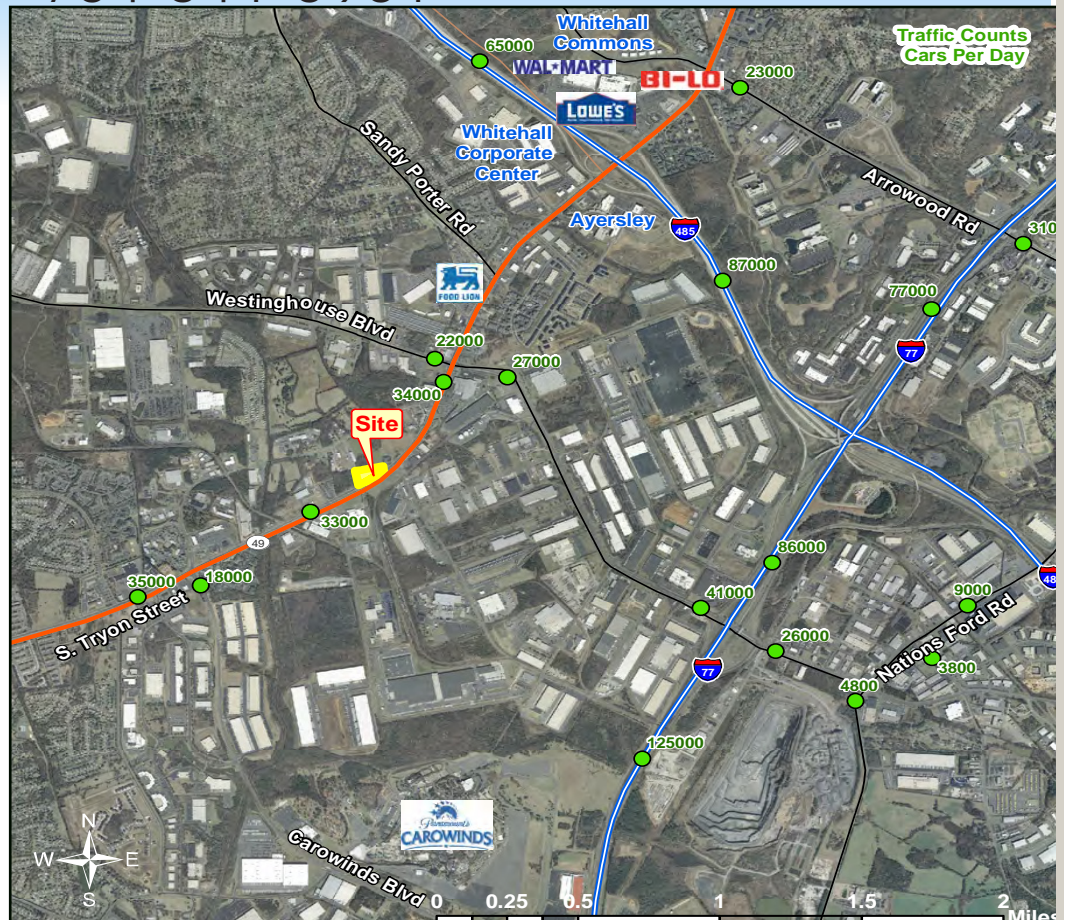 Whitehall
Commons
Traffic Counts
Cars Per Day
65000
WAL★MART
BI-LO
23000
LOWE'S
Whitehall
Corporate
Center
Sandy Porter Rd
Arrowood Rd
Ayersley
485
310
87000
77000
FOOD LION
Westinghouse Blvd
22000
27000
77
34000
Site
33000
49
86000
35000
18000
41000
9000
48
S. Tryon Street
26000
Nations Ford Rd
3800
77
4800
125000
Paramount's
CAROWINDS
N
W E
S
Carowinds Blvd
0 0.25 0.5 1 1.5 2
Miles